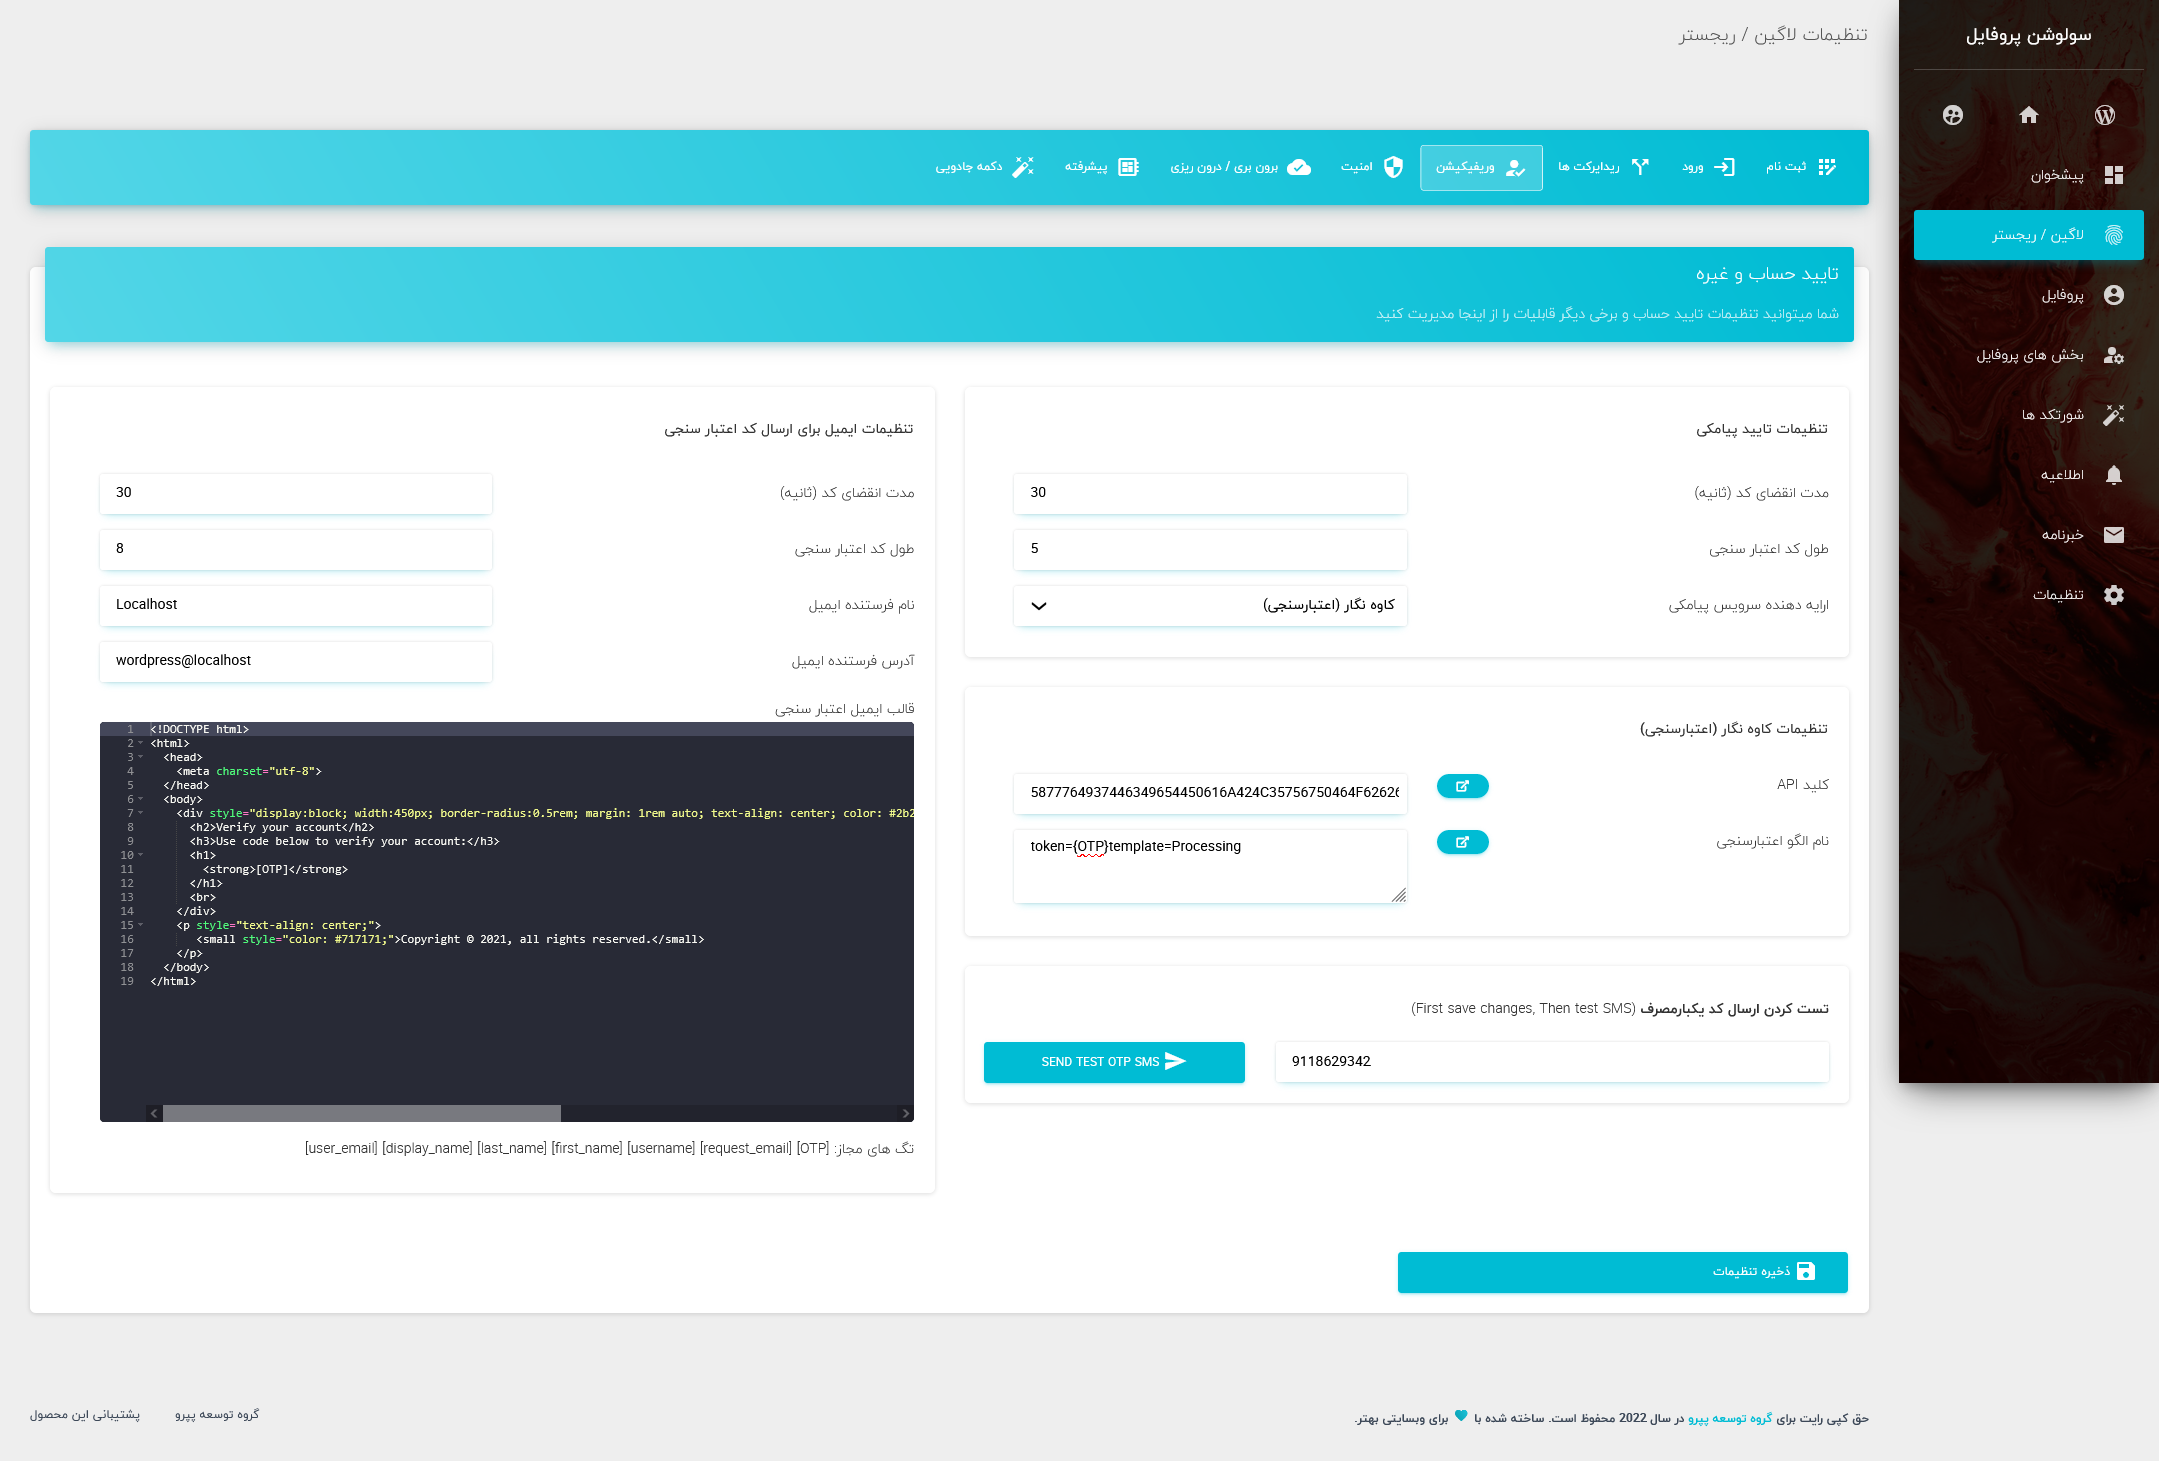 سولوشن پروفایل
پیشخوان
لاگین / ریجستر
پروفایل
بخش های پروفایل
شورتکد ها
اطلاعیه
خبرنامه
تنظیمات
تنظیمات لاگین / ریجستر
ثبت نام
ورود
ریدایرکت ها
وریفیکیشن
امنیت
برون بری / درون ریزی
پیشرفته
دکمه جادویی
تایید حساب و غیره
شما میتوانید تنظیمات تایید حساب و برخی دیگر قابلیات را از اینجا مدیریت کنید
تنظیمات تایید پیامکی
مدت انقضای کد (ثانیه)
30
طول کد اعتبار سنجی
5
ارایه دهنده سرویس پیامکی
کاوه نگار (اعتبارسنجی)
تنظیمات کاوه نگار (اعتبارسنجی)
کلید API
5877764937446349654450616A424C35756750464F62626
نام الگو اعتبارسنجی
token={OTP}template=Processing
تست کردن ارسال کد یکبارمصرف (First save changes, Then test SMS)
9118629342
SEND TEST OTP SMS
تنظیمات ایمیل برای ارسال کد اعتبار سنجی
مدت انقضای کد (ثانیه)
30
طول کد اعتبار سنجی
8
نام فرستنده ایمیل
Localhost
آدرس فرستنده ایمیل
wordpress@localhost
قالب ایمیل اعتبار سنجی
1 <!DOCTYPE html>
2 <html>
3 <head>
4 <meta charset="utf-8">
5 </head>
6 <body>
7 <div style="display:block; width:450px; border-radius:0.5rem; margin: 1rem auto; text-align: center; color: #2b2
8 <h2>Verify your account</h2>
9 <h3>Use code below to verify your account:</h3>
10 <h1>
11 <strong>[OTP]</strong>
12 </h1>
13 <br>
14 </div>
15 <p style="text-align: center;">
16 <small style="color: #717171;">Copyright © 2021, all rights reserved.</small>
17 </p>
18 </body>
19 </html>
تگ های مجاز: [OTP] [request_email] [username] [first_name] [last_name] [display_name] [user_email]
ذخیره تنظیمات
حق کپی رایت برای گروه توسعه پپرو در سال 2022 محفوظ است. ساخته شده با ♥ برای وبسایتی بهتر.
گروه توسعه پپرو
پشتیبانی این محصول